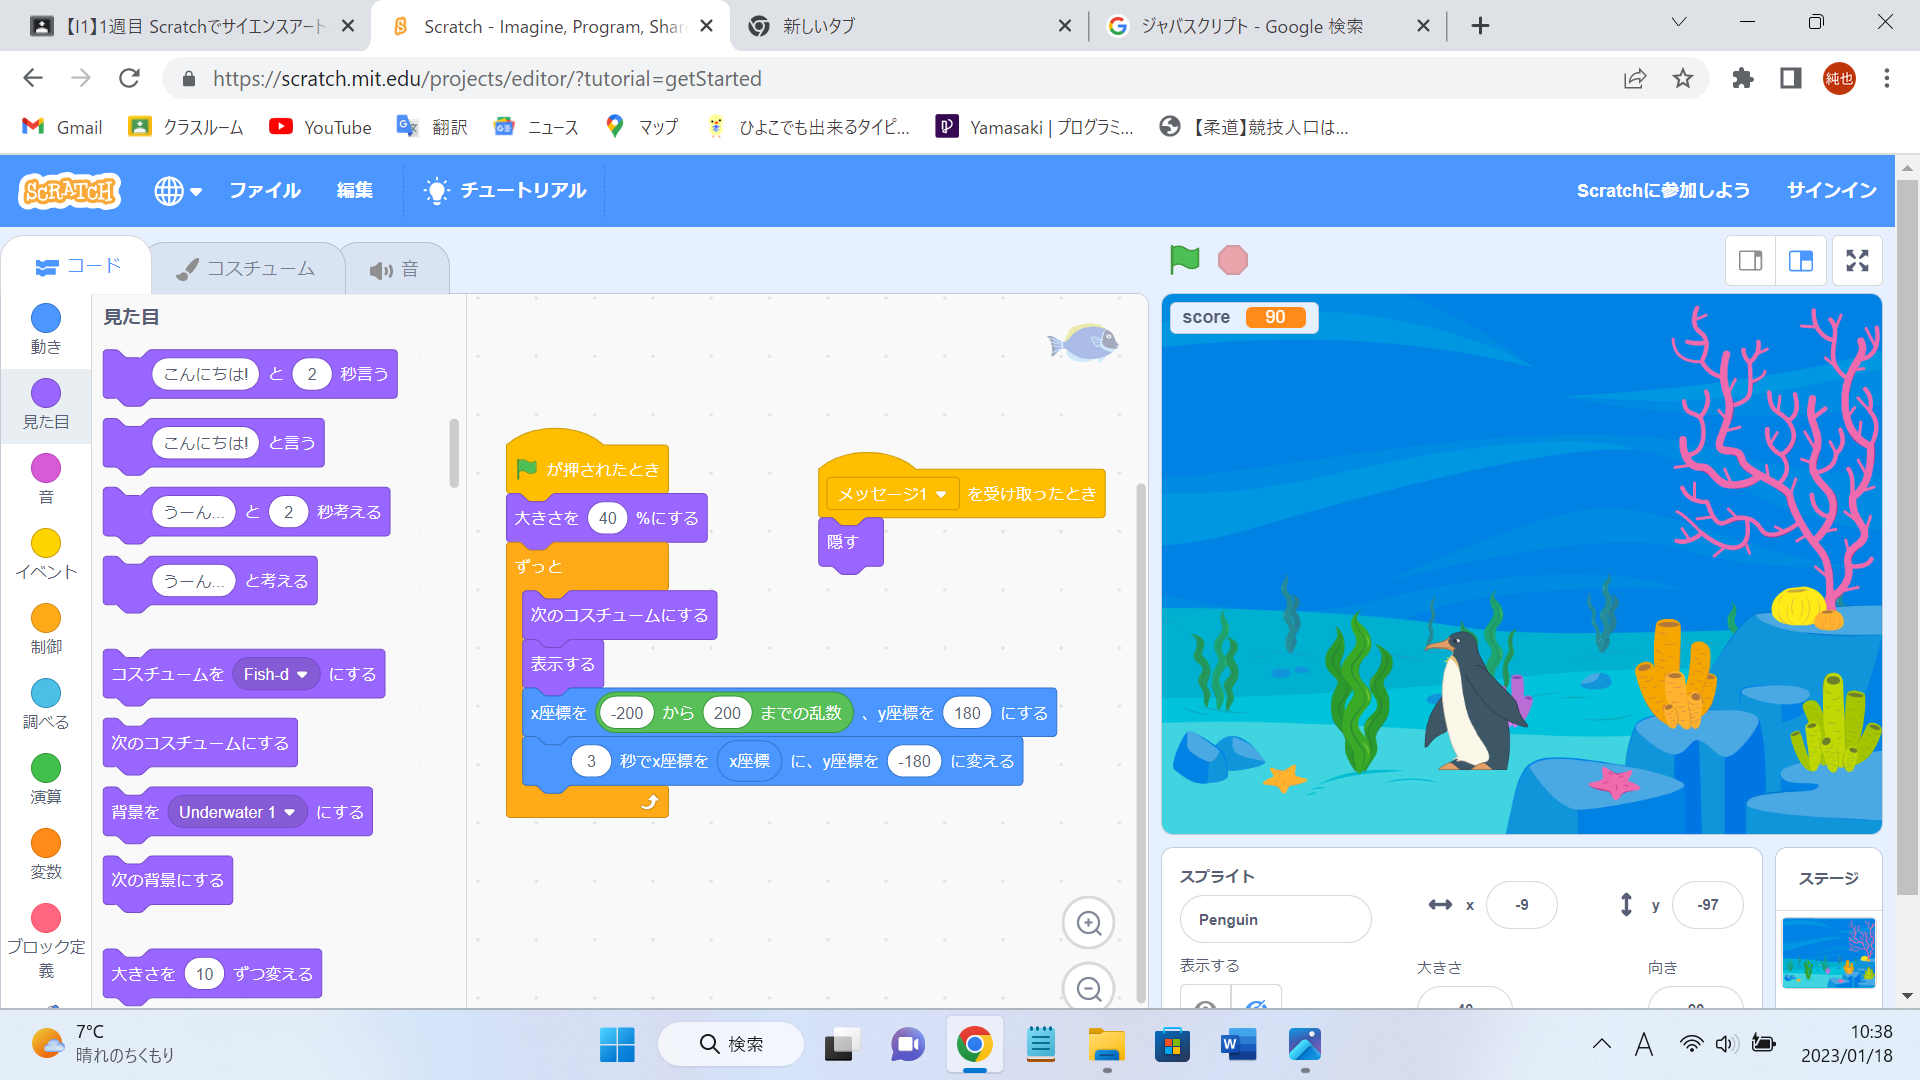 【I1】1週目 Scratchでサイエンスアート
Scratch - Imagine, Program, Shar
新しいタブ
ジャバスクリプト - Google 検索
https://scratch.mit.edu/projects/editor/?tutorial=getStarted
純也
Gmail
クラスルーム
YouTube
翻訳
ニュース
マップ
ひよこでも出来るタイピ...
Yamasaki | プログラミ...
【柔道】競技人口は...
SCRATCH
ファイル
編集
チュートリアル
Scratchに参加しよう
サインイン
コード
コスチューム
音
動き
見た目
音
イベント
制御
調べる
演算
変数
ブロック定
義
見た目
こんにちは! と 2 秒言う
こんにちは! と言う
うーん... と 2 秒考える
うーん... と考える
コスチュームを Fish-d にする
次のコスチュームにする
背景を Underwater 1 にする
次の背景にする
大きさを 10 ずつ変える
が押されたとき
大きさを 40 %にする
ずっと
次のコスチュームにする
表示する
x座標を -200 から 200 までの乱数 、y座標を 180 にする
3 秒でx座標を x座標 に、y座標を -180 に変える
メッセージ1 を受け取ったとき
隠す
score 90
スプライト
Penguin
x -9
y -97
表示する
大きさ
向き
ステージ
7°C
晴れのちくもり
検索
A
10:38
2023/01/18